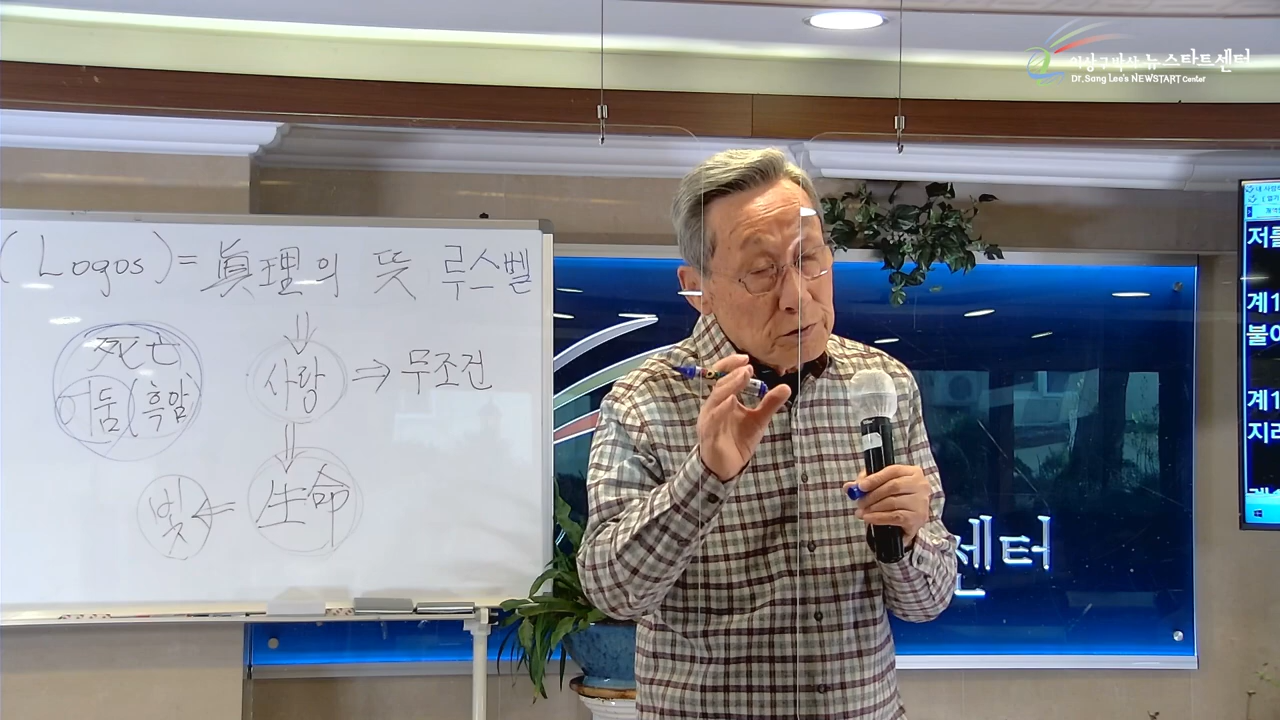 이상구박사 뉴스타트센터
Dr. Sang Lee's NEWSTART Center
(Logos) = 眞理의 뜻 루스벨
死亡
어둠 (흑암)
사랑 ⇒ 무조건
빛 ⇐ 生命
센터
저를
계1
불이
계1
지라